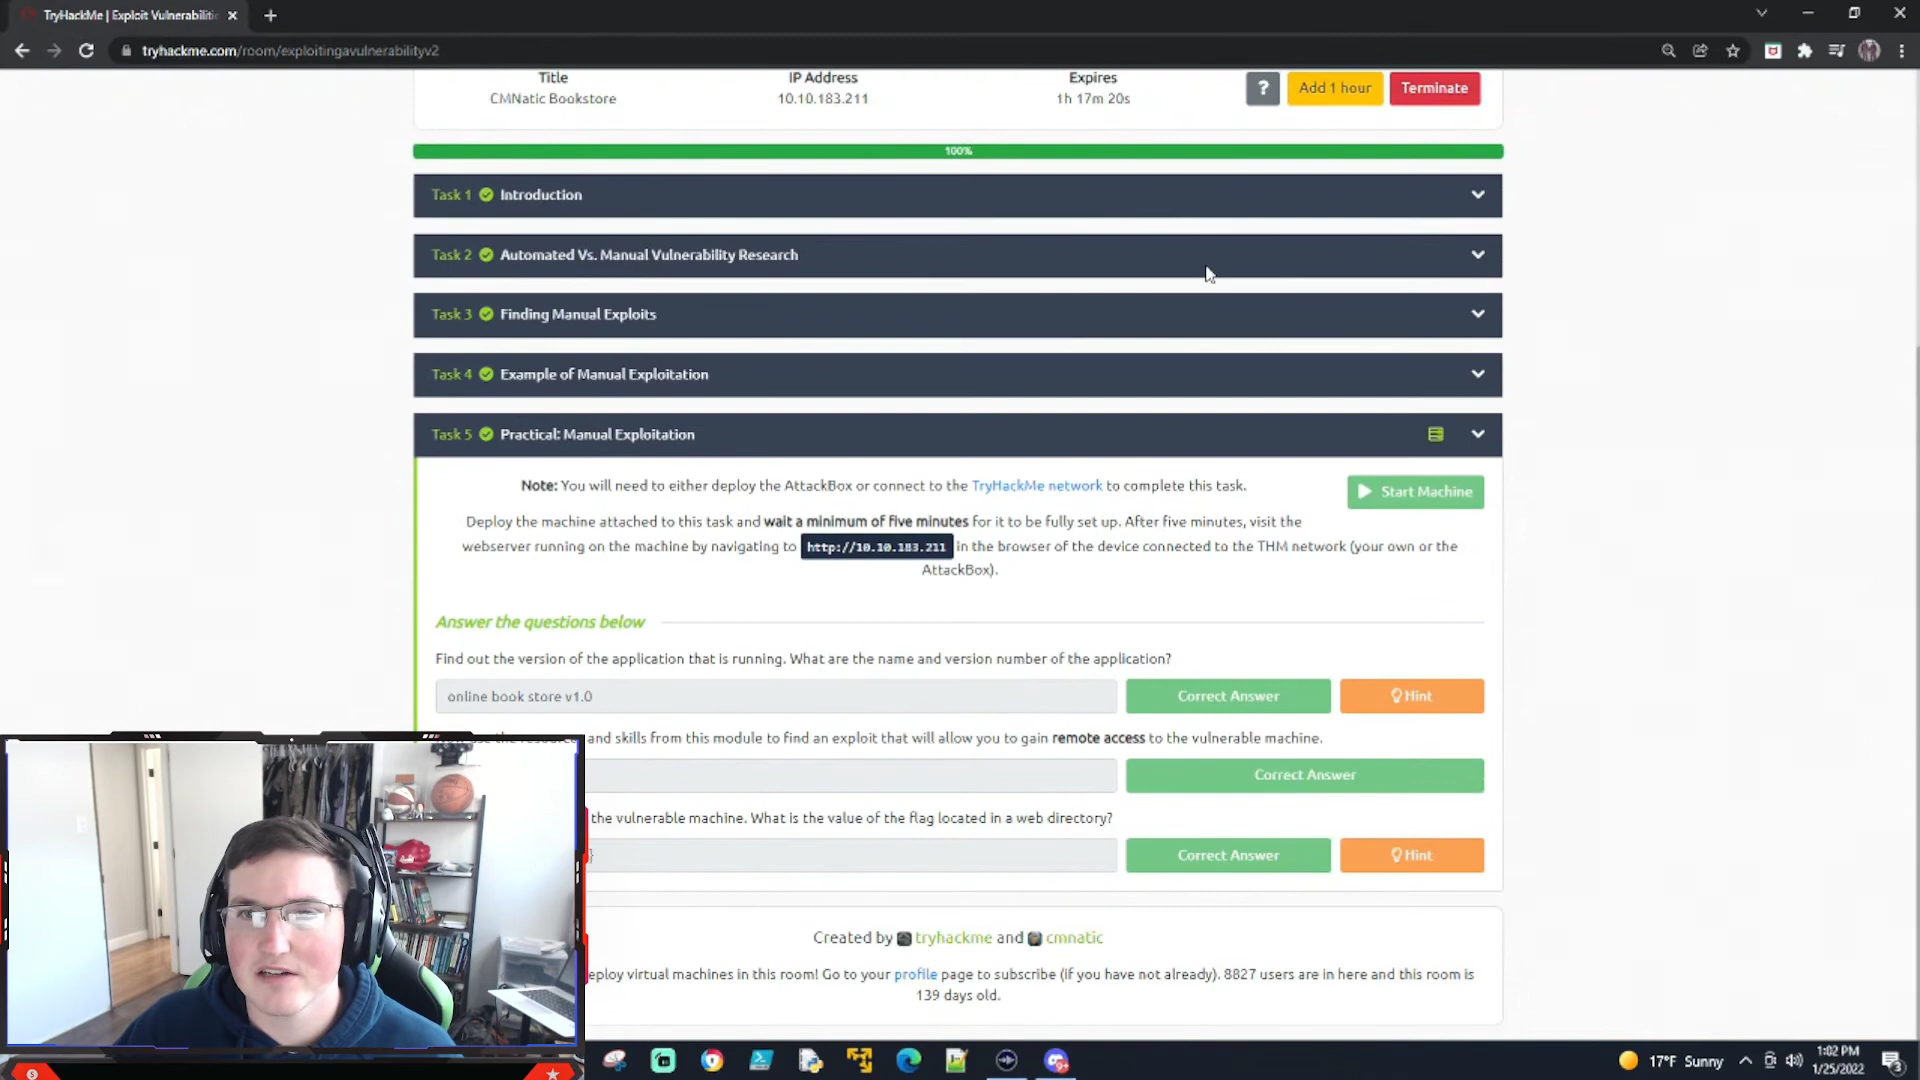 TryHackMe | Exploit Vulnerabiliti
tryhackme.com/room/exploitingavulnerabilityv2
Title
IP Address
Expires
CMNatic Bookstore
10.10.183.211
1h 17m 20s
?
Add 1 hour
Terminate
100%
Task 1 Introduction
Task 2 Automated Vs. Manual Vulnerability Research
Task 3 Finding Manual Exploits
Task 4 Example of Manual Exploitation
Task 5 Practical: Manual Exploitation
Note: You will need to either deploy the AttackBox or connect to the TryHackMe network to complete this task.
Start Machine
Deploy the machine attached to this task and wait a minimum of five minutes for it to be fully set up. After five minutes, visit the
webserver running on the machine by navigating to http://10.10.183.211 in the browser of the device connected to the THM network (your own or the
AttackBox).
Answer the questions below
Find out the version of the application that is running. What are the name and version number of the application?
online book store v1.0
Correct Answer
Hint
and skills from this module to find an exploit that will allow you to gain remote access to the vulnerable machine.
Correct Answer
the vulnerable machine. What is the value of the flag located in a web directory?
}
Correct Answer
Hint
Created by tryhackme and cmnatic
eploy virtual machines in this room! Go to your profile page to subscribe (if you have not already). 8827 users are in here and this room is
139 days old.
17°F Sunny
1:02 PM
1/25/2022
3